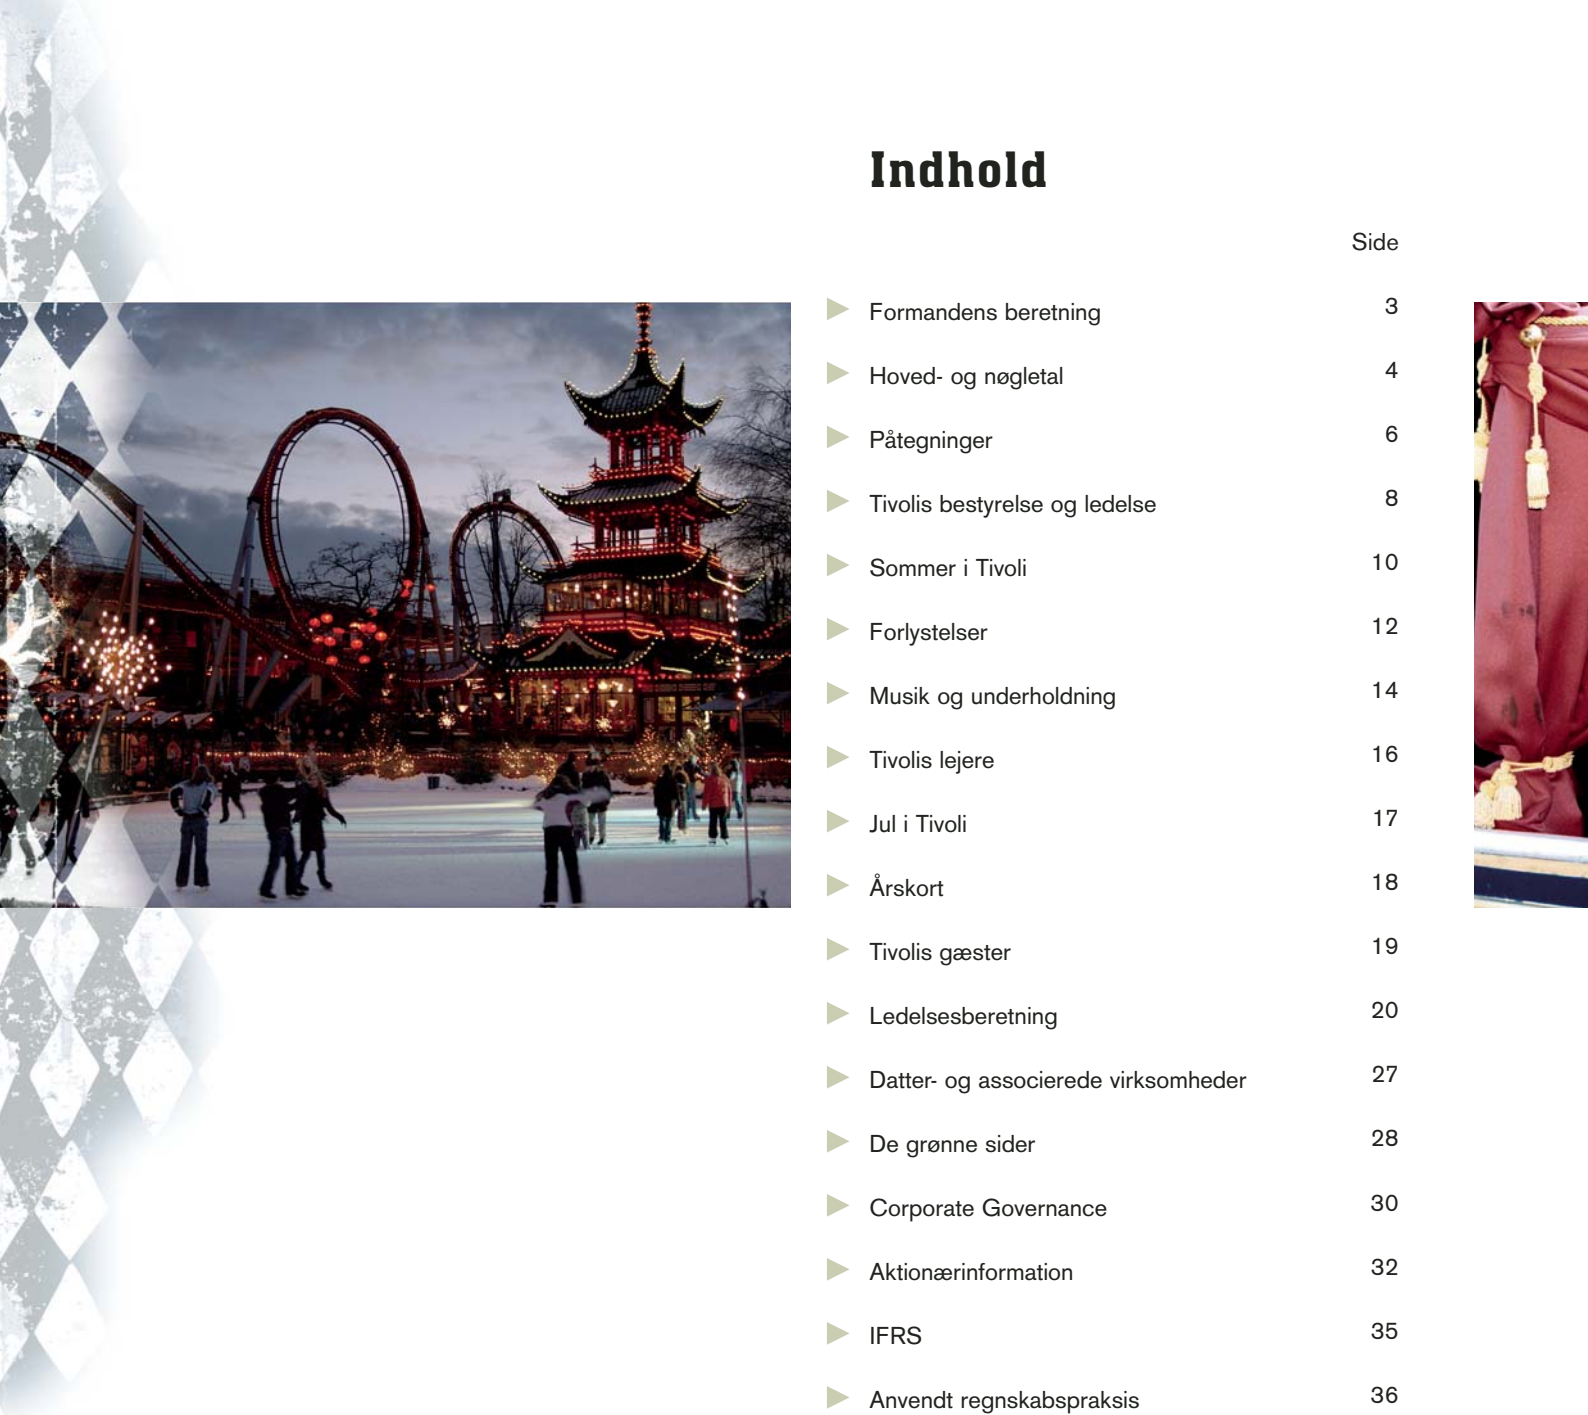 Indhold
Side
Formandens beretning 3
Hoved- og nøgletal 4
Påtegninger 6
Tivolis bestyrelse og ledelse 8
Sommer i Tivoli 10
Forlystelser 12
Musik og underholdning 14
Tivolis lejere 16
Jul i Tivoli 17
Årskort 18
Tivolis gæster 19
Ledelsesberetning 20
Datter- og associerede virksomheder 27
De grønne sider 28
Corporate Governance 30
Aktionærinformation 32
IFRS 35
Anvendt regnskabspraksis 36